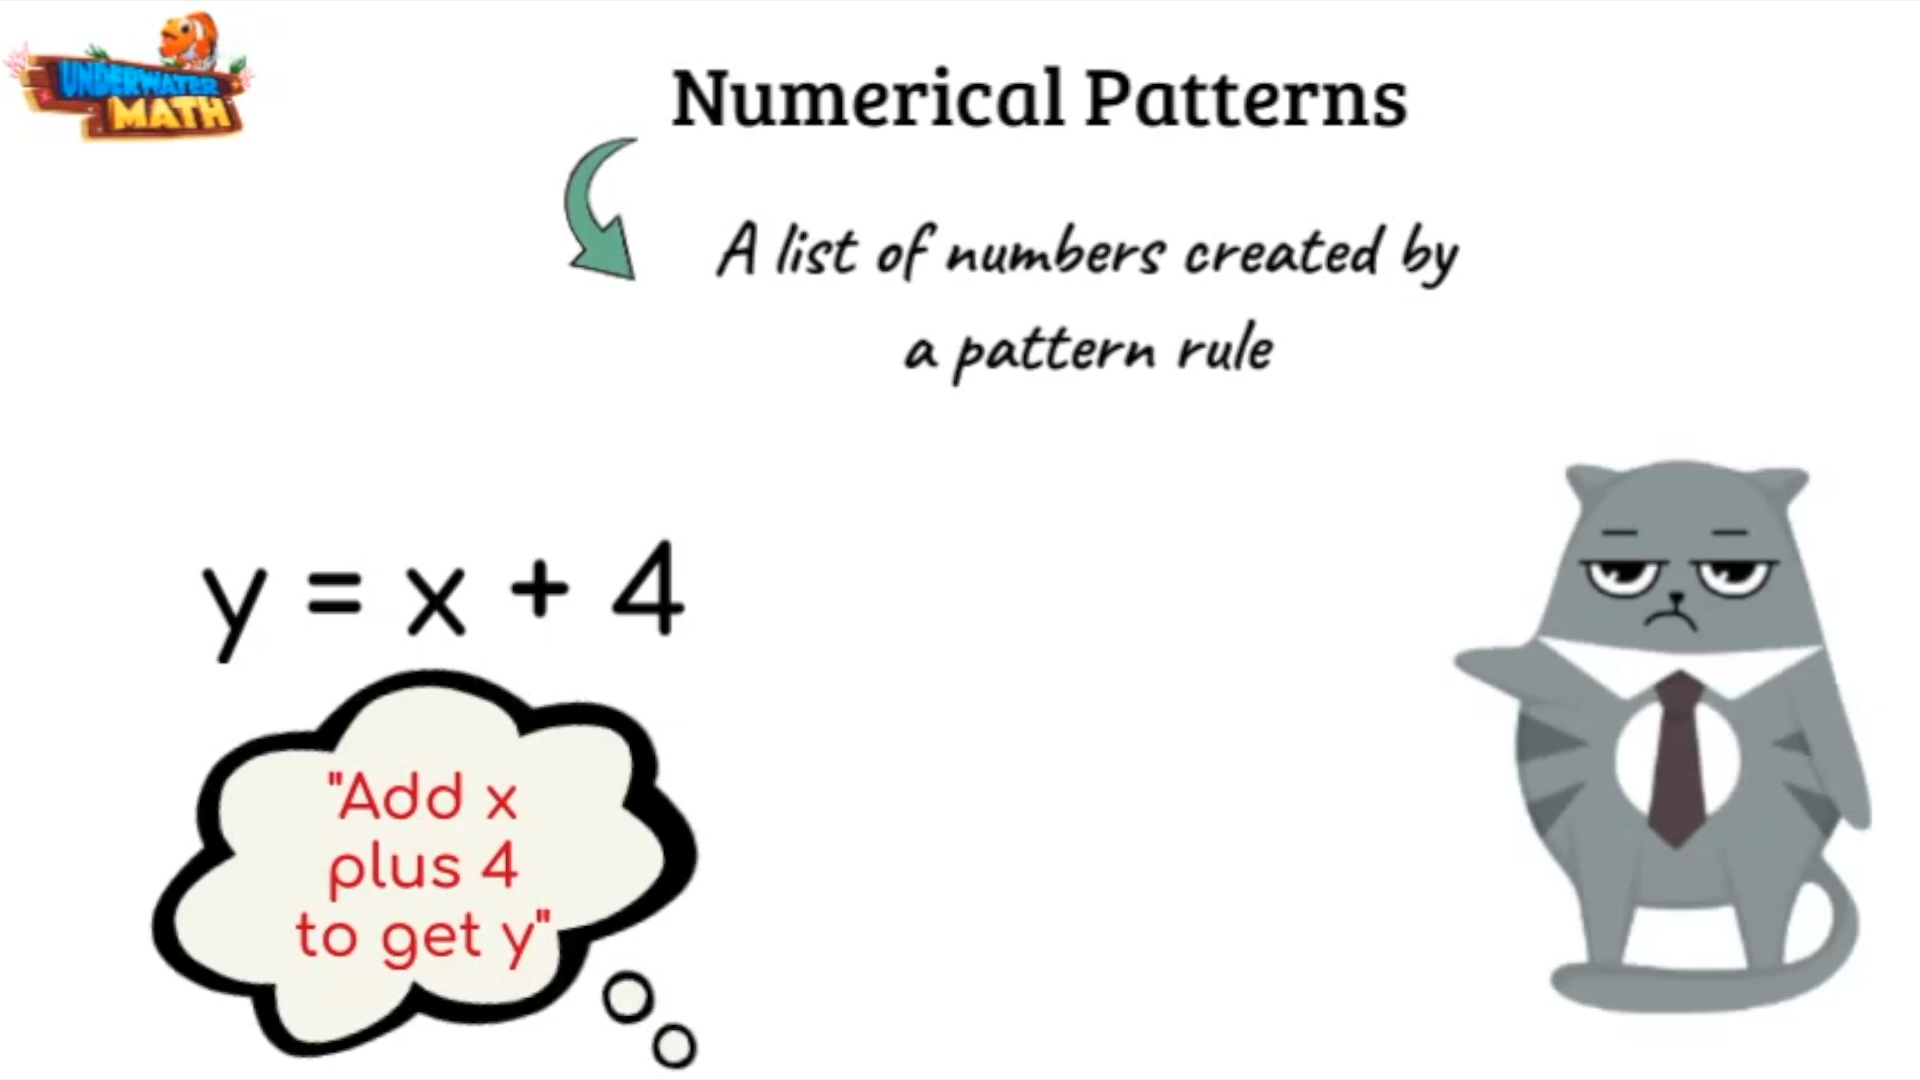 UNDERWATER
MATH
Numerical Patterns
A list of numbers created by
a pattern rule
y = x + 4
"Add x
plus 4
to get y"